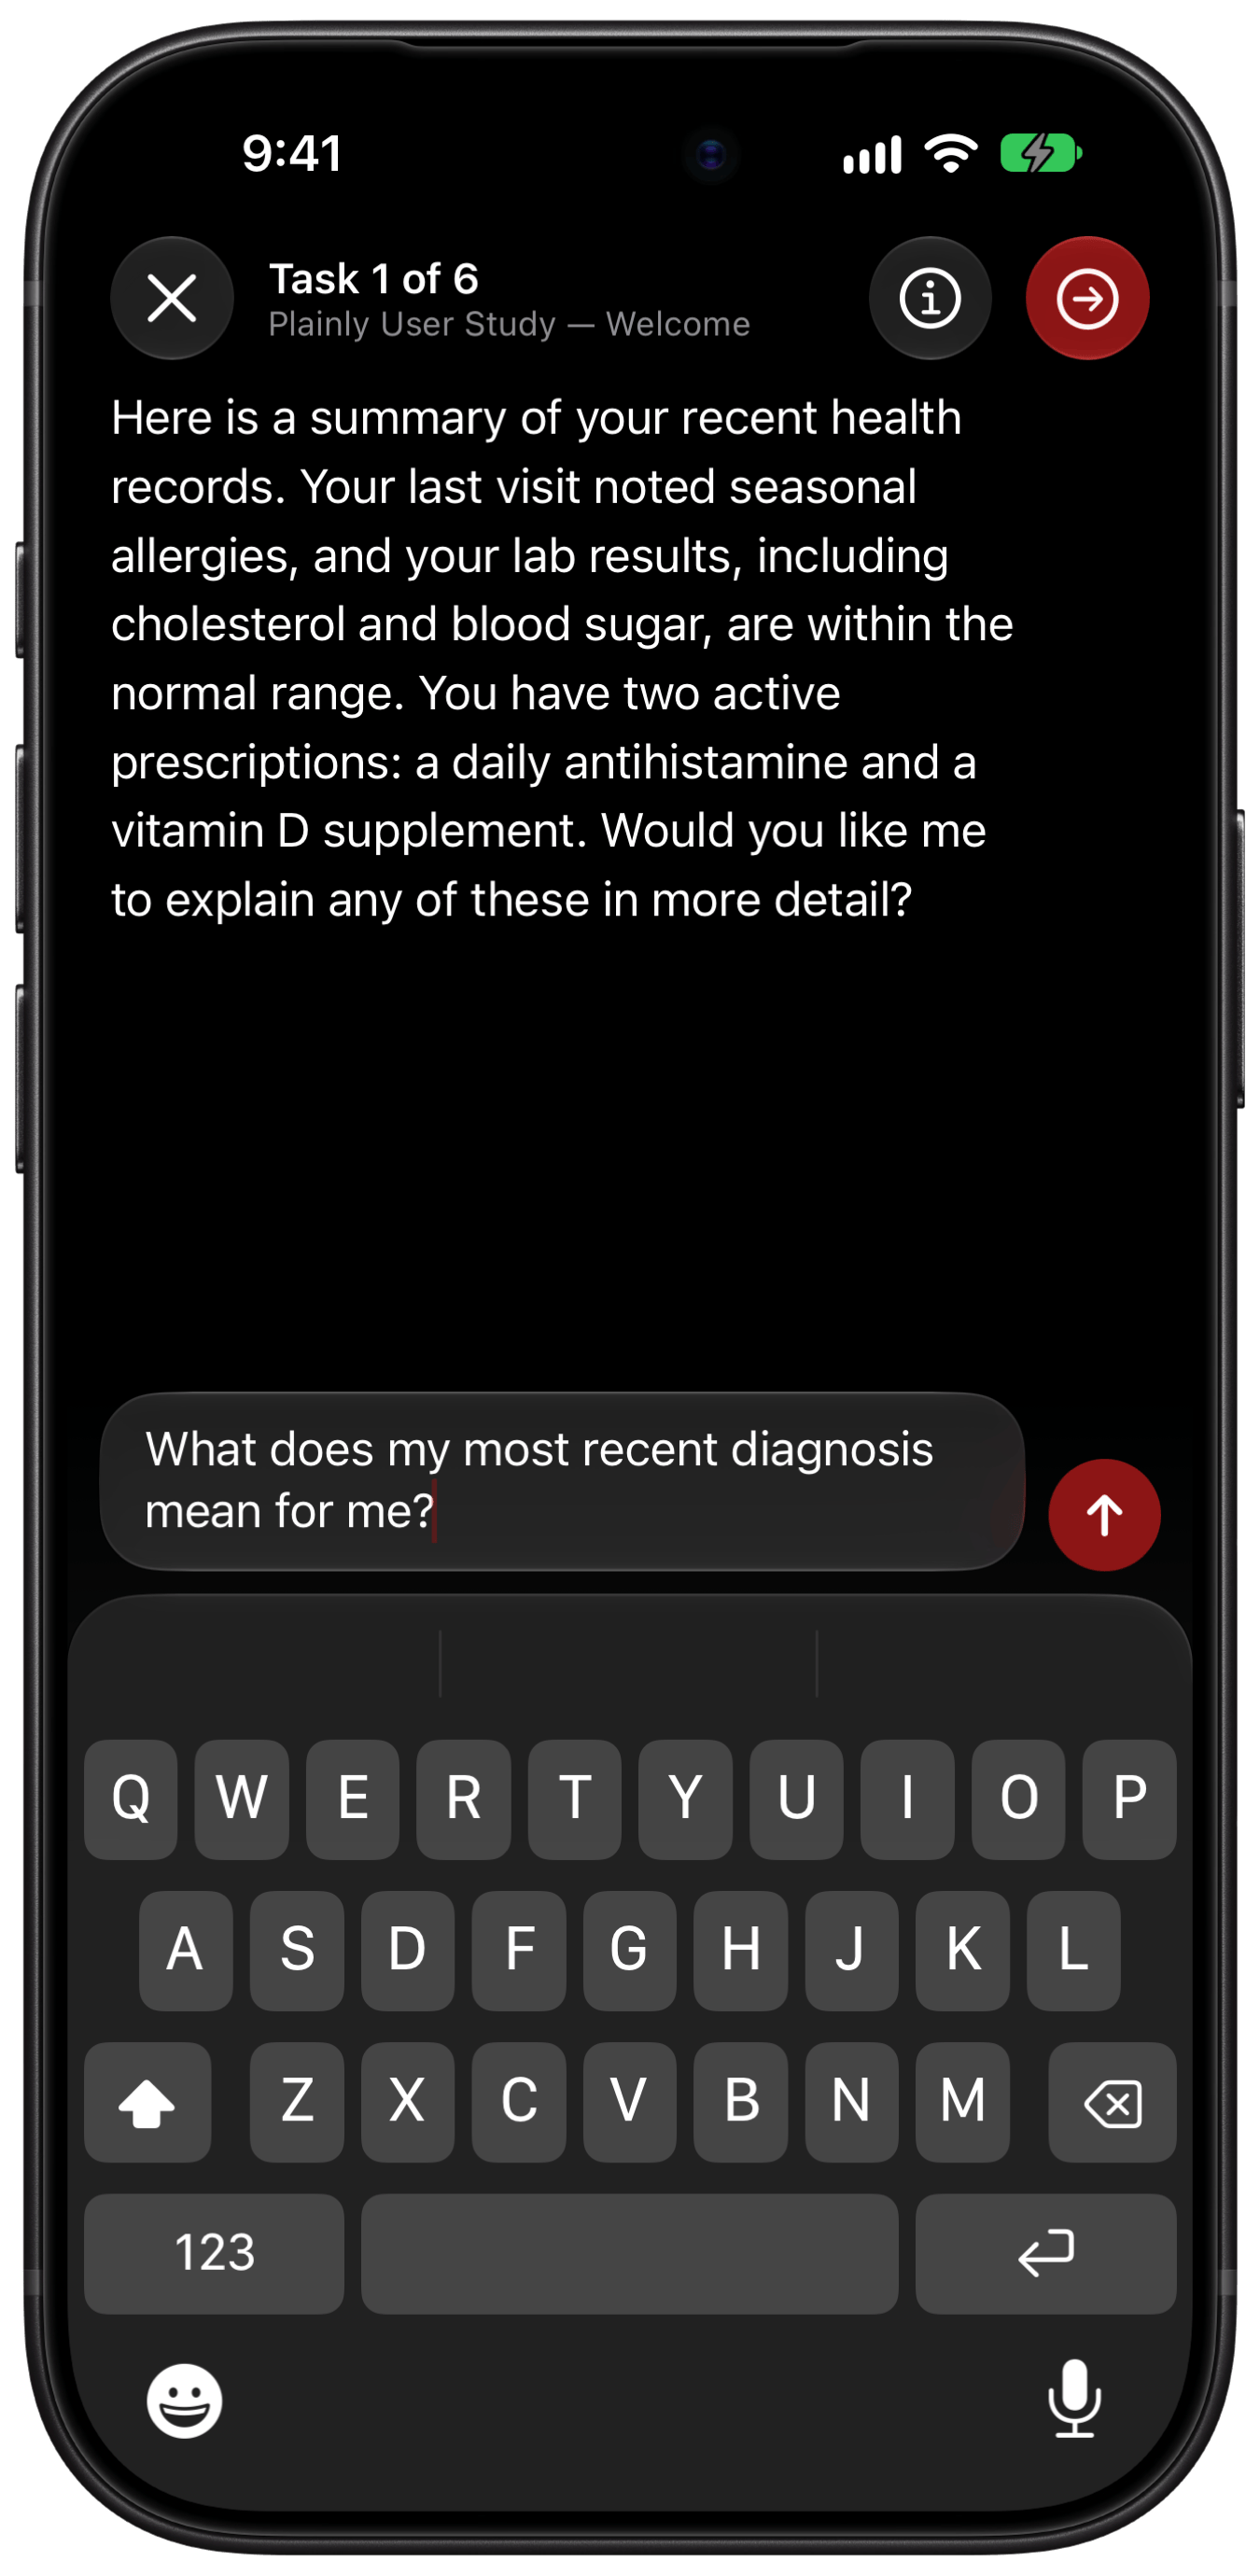 9:41
Task 1 of 6
Plainly User Study — Welcome
Here is a summary of your recent health
records. Your last visit noted seasonal
allergies, and your lab results, including
cholesterol and blood sugar, are within the
normal range. You have two active
prescriptions: a daily antihistamine and a
vitamin D supplement. Would you like me
to explain any of these in more detail?
What does my most recent diagnosis
mean for me?
Q W E R T Y U I O P
A S D F G H J K L
Z X C V B N M
123